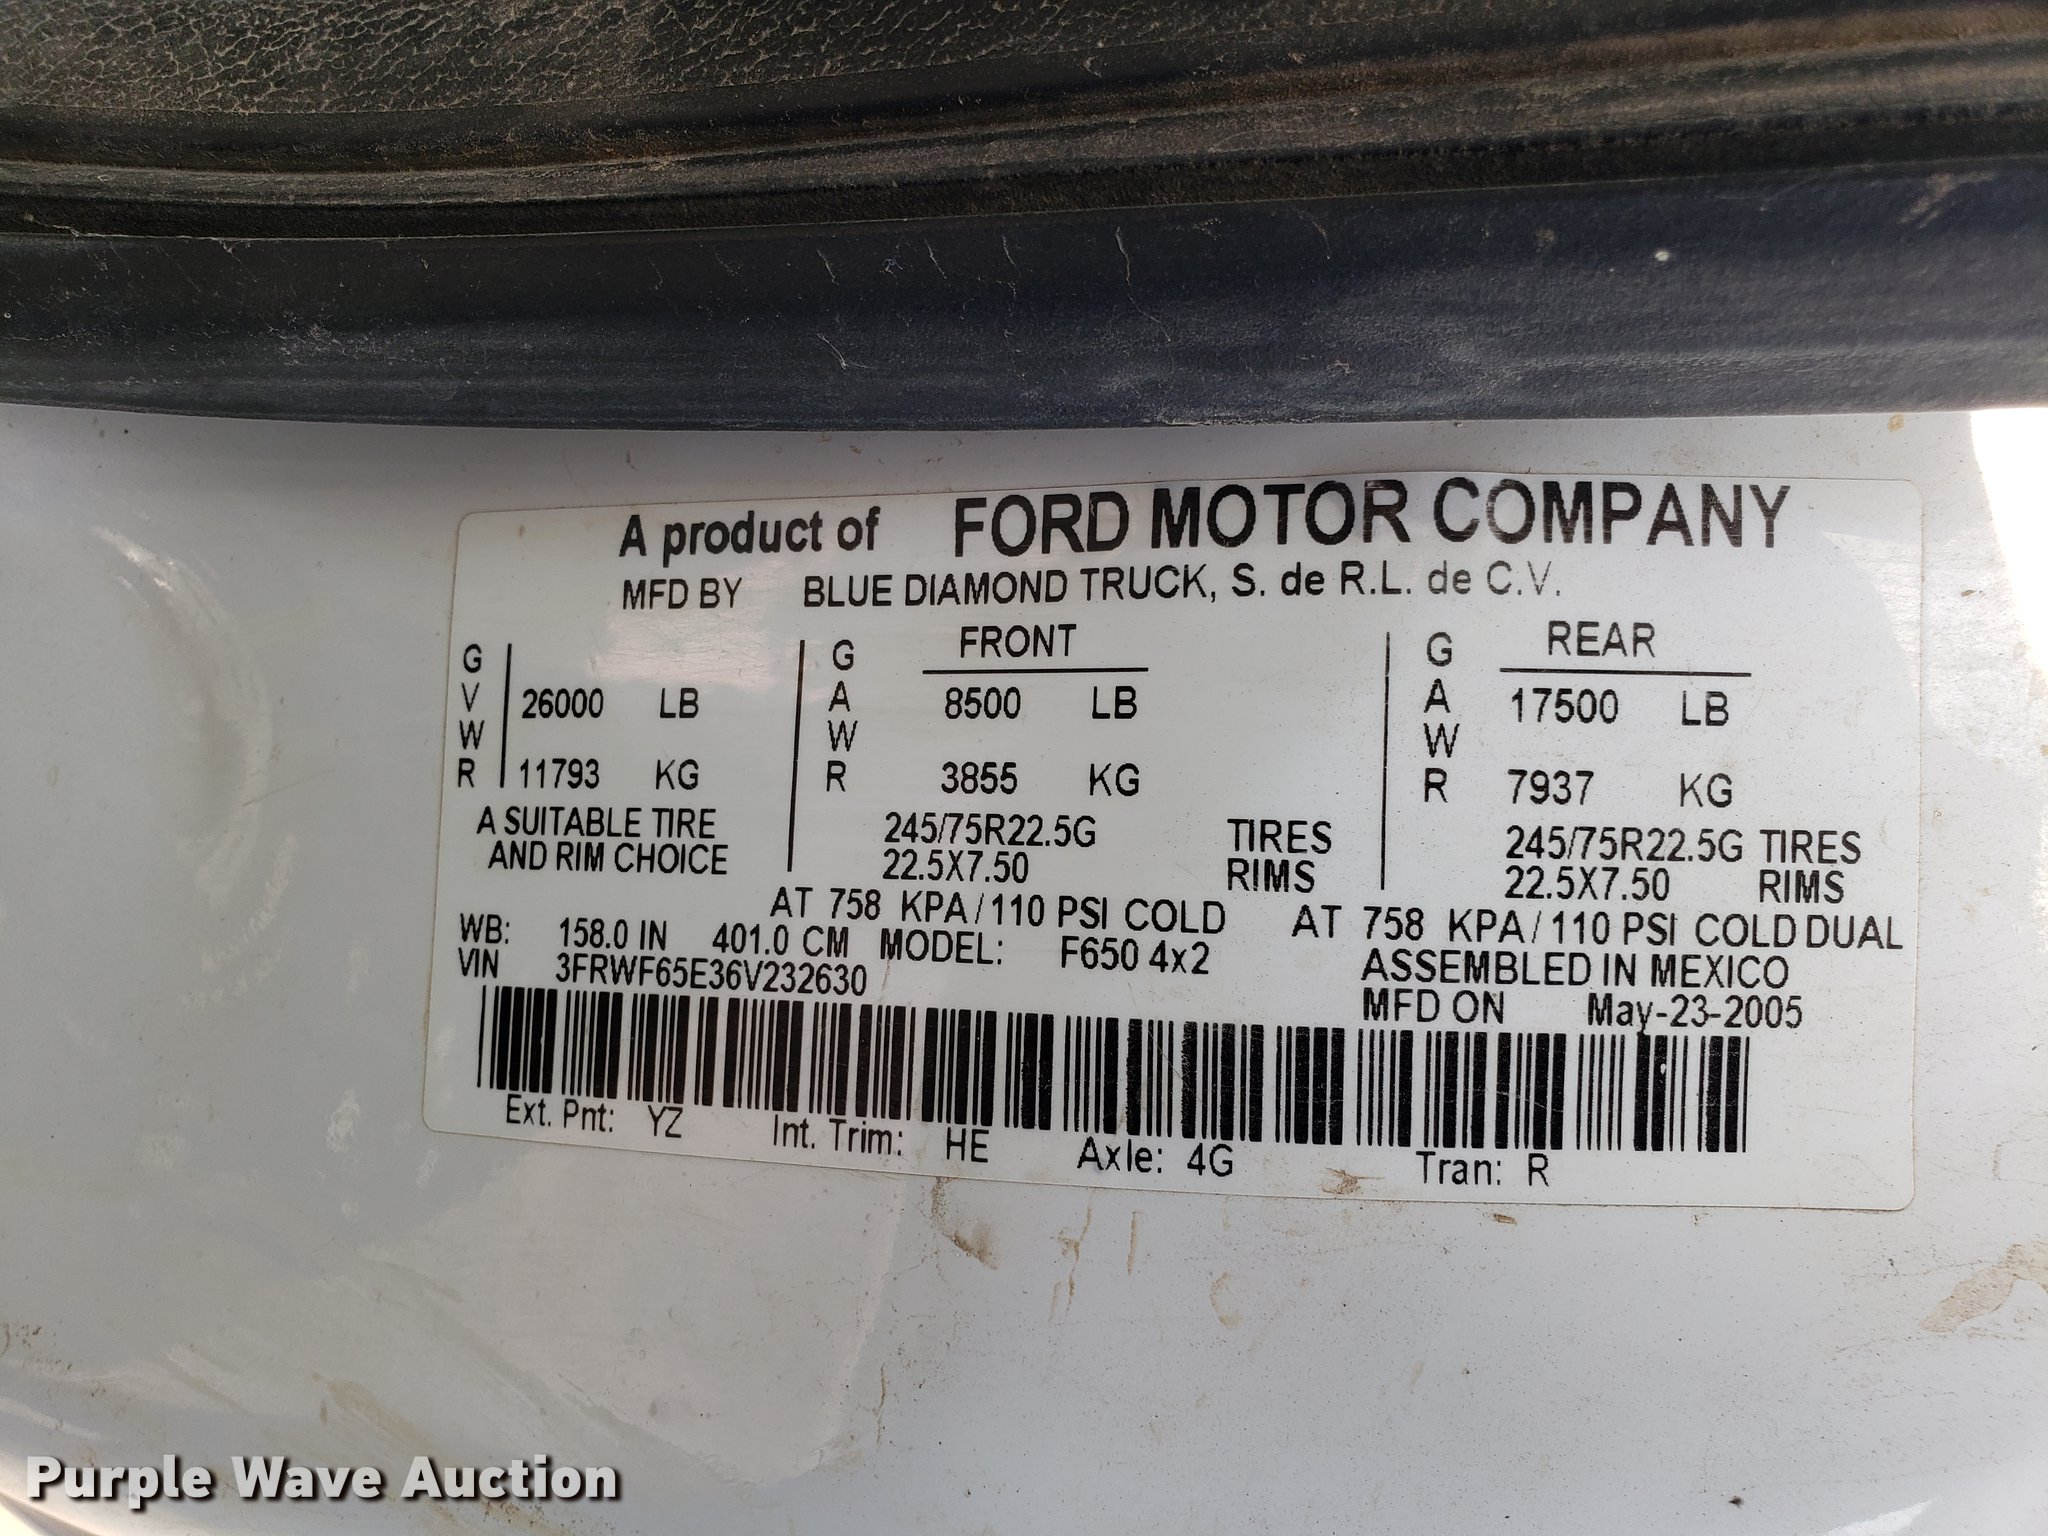 A product of FORD MOTOR COMPANY
MFD BY BLUE DIAMOND TRUCK, S. de R.L. de C.V.
GVWR 26000 LB
11793 KG
GAWR FRONT 8500 LB
3855 KG
GAWR REAR 17500 LB
7937 KG
A SUITABLE TIRE AND RIM CHOICE
245/75R22.5G TIRES
22.5X7.50 RIMS
AT 758 KPA/110 PSI COLD
245/75R22.5G TIRES
22.5X7.50 RIMS
AT 758 KPA/110 PSI COLD DUAL
WB: 158.0 IN 401.0 CM MODEL: F650 4x2
VIN 3FRWF65E36V232630
ASSEMBLED IN MEXICO
MFD ON May-23-2005
Ext. Pnt: YZ Int. Trim: HE Axle: 4G Tran: R
Purple Wave Auction